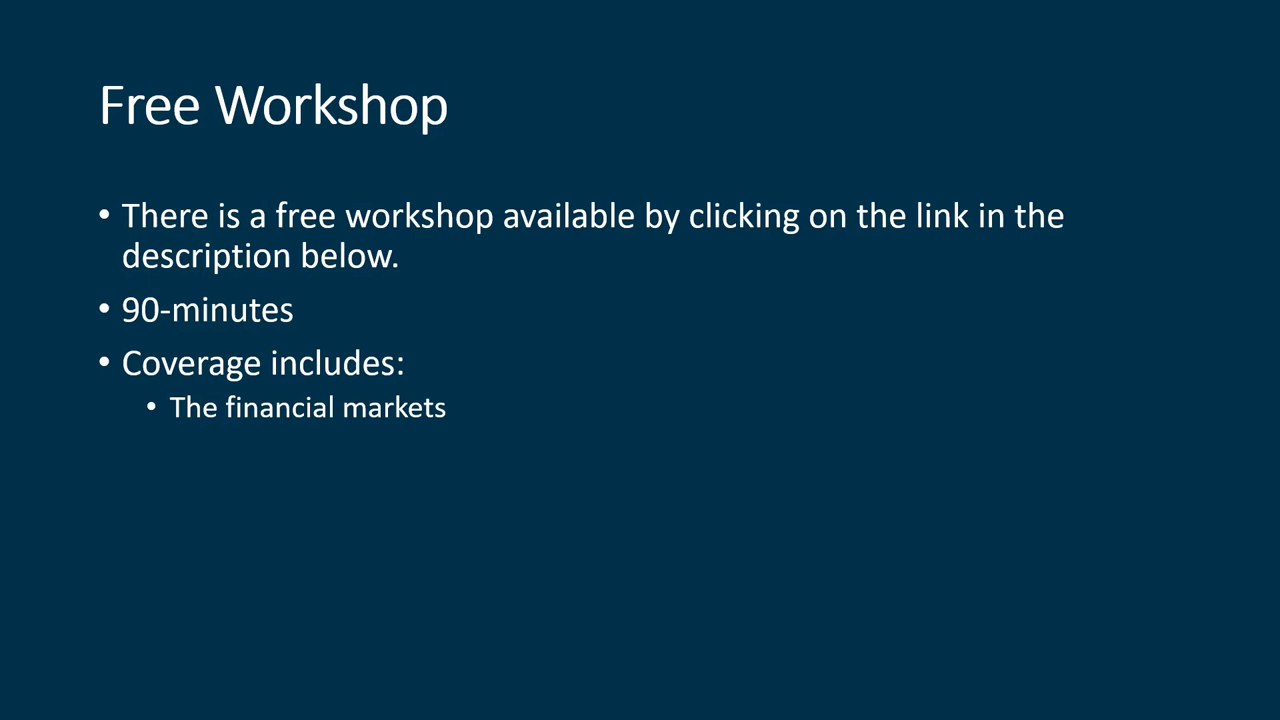 Free Workshop
• There is a free workshop available by clicking on the link in the
description below.
• 90-minutes
• Coverage includes:
• The financial markets